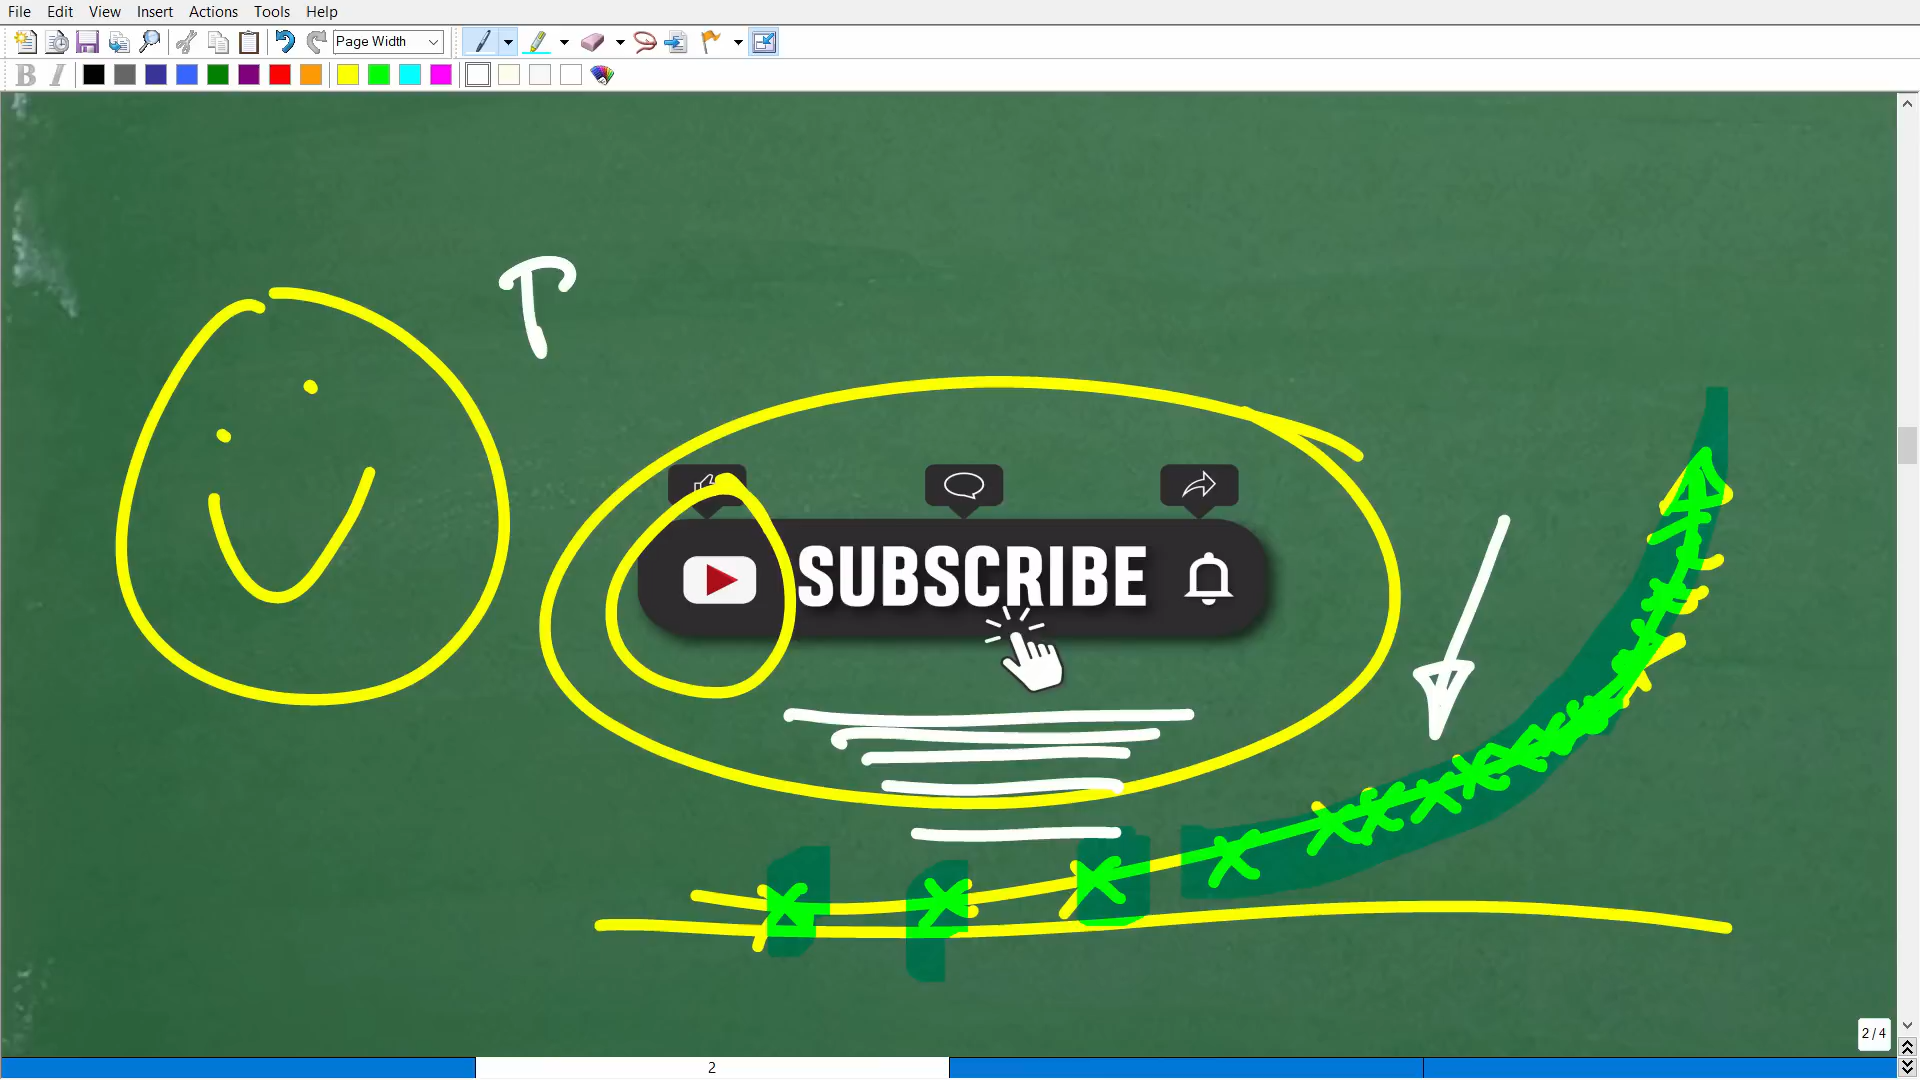 File Edit View Insert Actions Tools Help
Page Width
B I
T
SUBSCRIBE
2 / 4
2